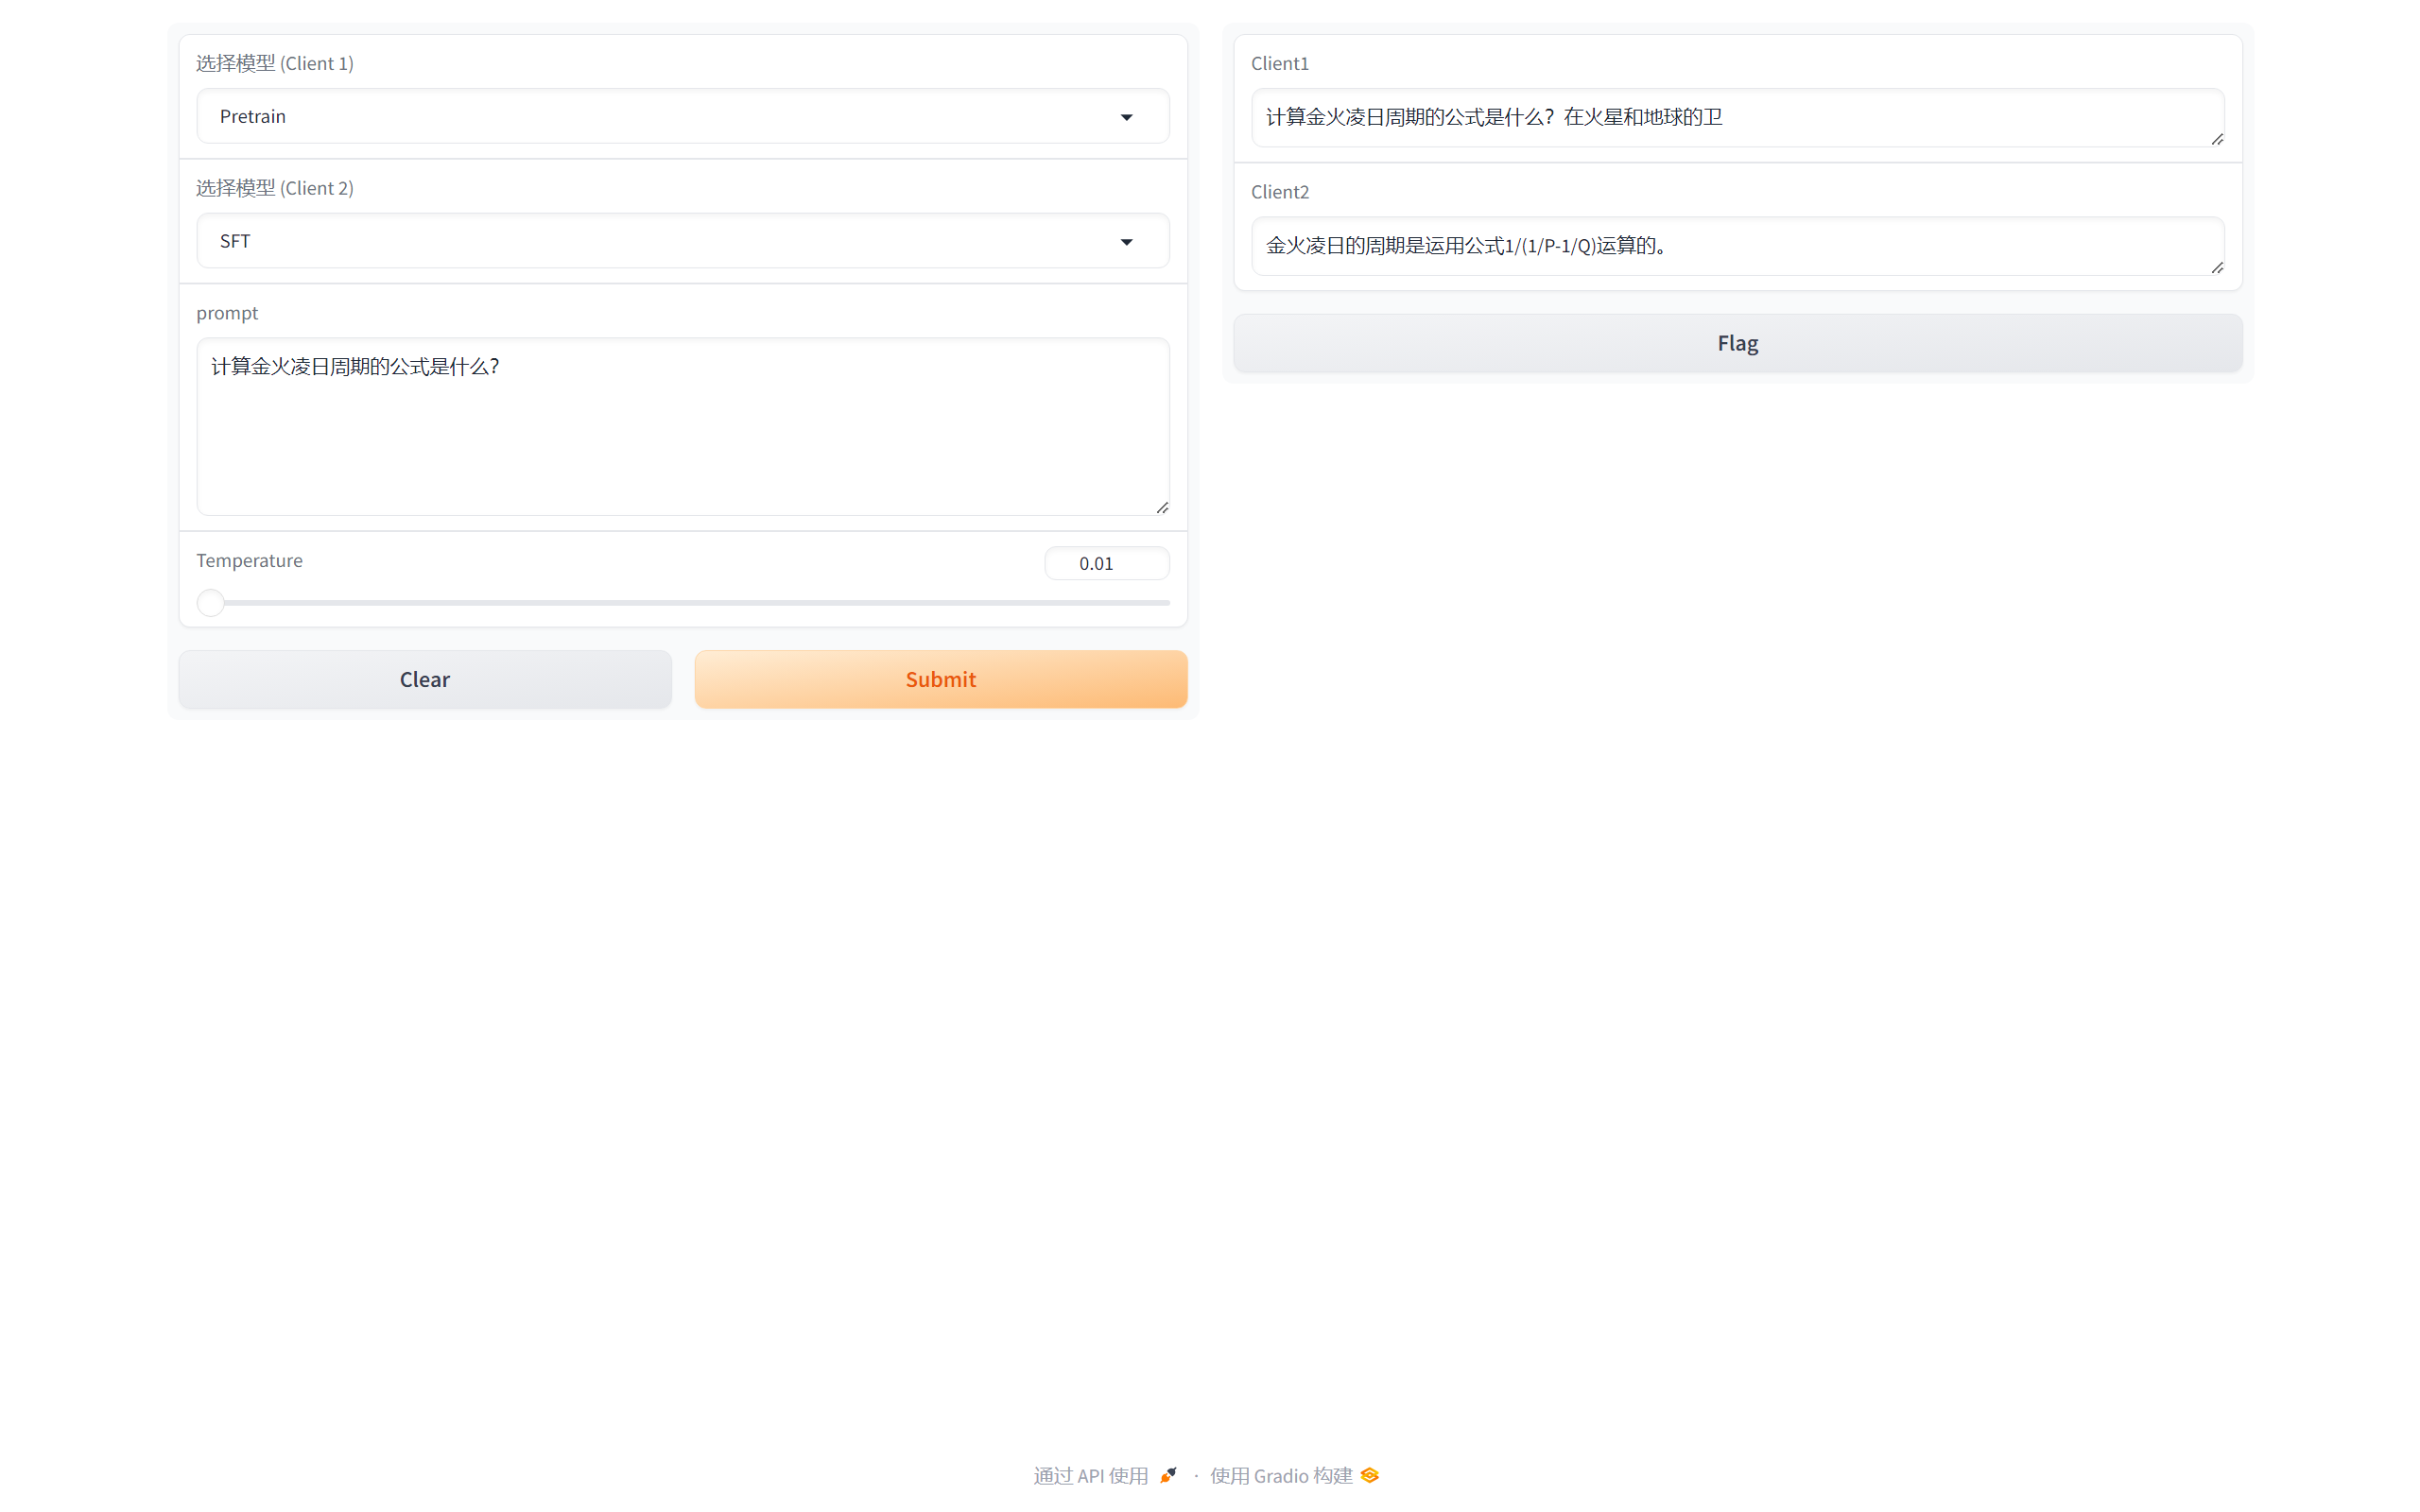 选择模型 (Client 1)
Pretrain
选择模型 (Client 2)
SFT
prompt
计算金火凌日周期的公式是什么？
Temperature
0.01
Clear
Submit
Client1
计算金火凌日周期的公式是什么？在火星和地球的卫
Client2
金火凌日的周期是运用公式1/(1/P-1/Q)运算的。
Flag
通过 API 使用 · 使用 Gradio 构建